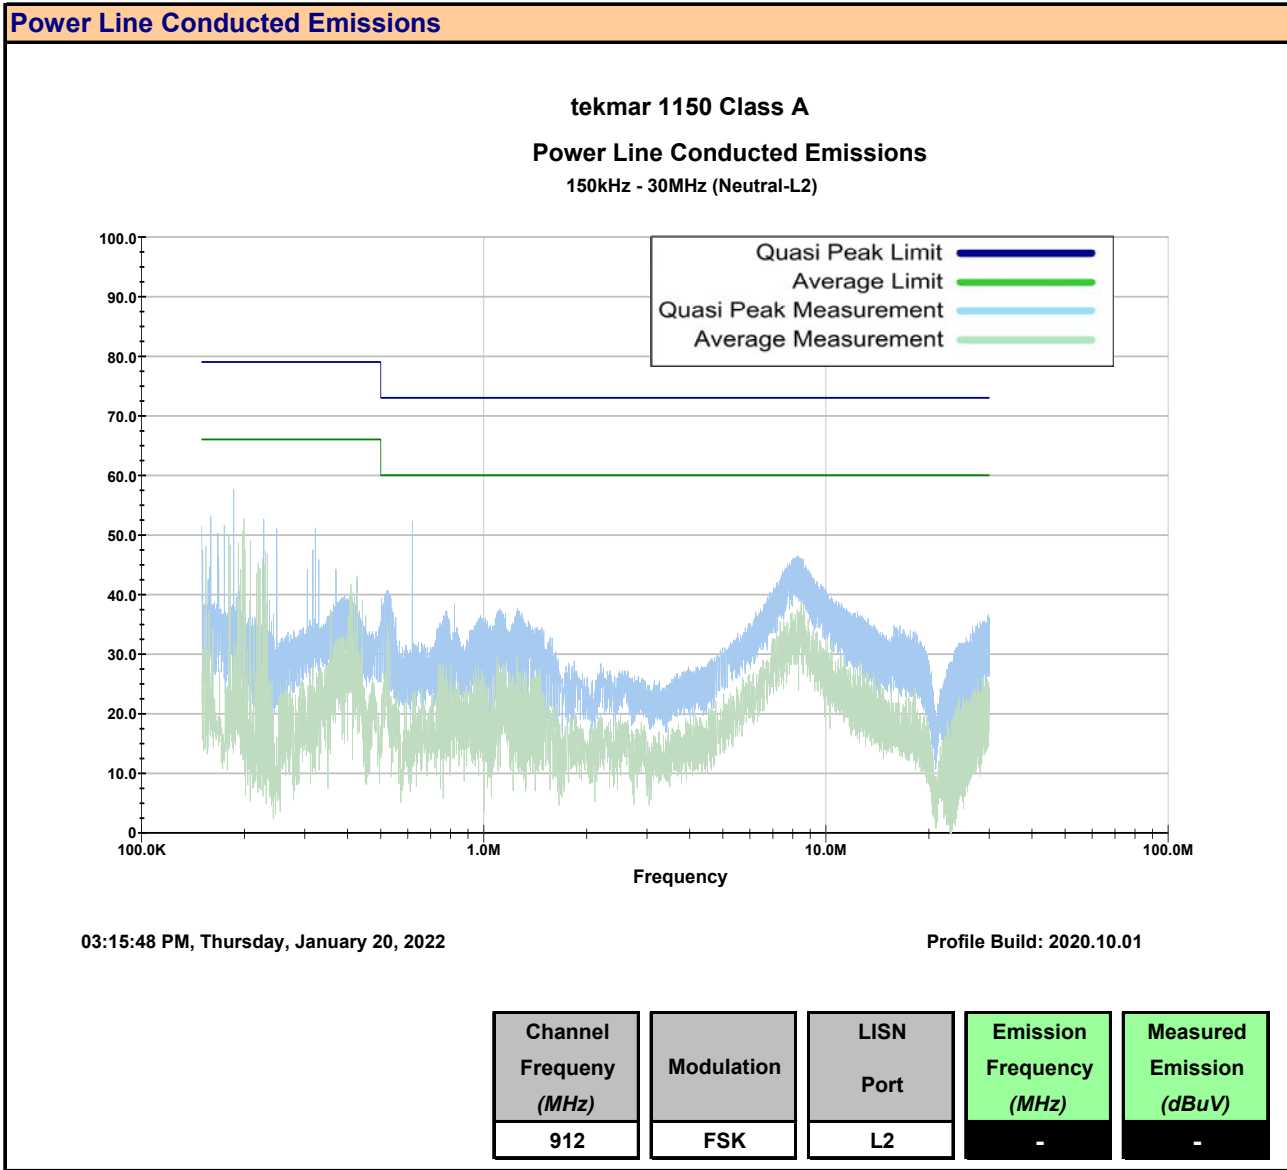 Power Line Conducted Emissions
tekmar 1150 Class A
Power Line Conducted Emissions
150kHz - 30MHz (Neutral-L2)
Quasi Peak Limit
Average Limit
Quasi Peak Measurement
Average Measurement
100.0
90.0
80.0
70.0
60.0
50.0
40.0
30.0
20.0
10.0
0
100.0K 1.0M 10.0M 100.0M
Frequency
03:15:48 PM, Thursday, January 20, 2022 Profile Build: 2020.10.01
Channel Frequeny (MHz)
Modulation
LISN Port
Emission Frequency (MHz)
Measured Emission (dBuV)
912 FSK L2 - -